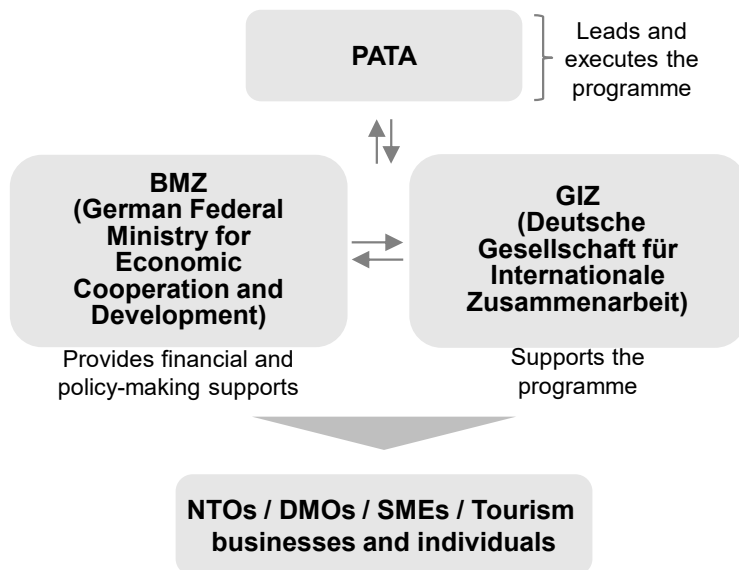 PATA
Leads and
executes the
programme
BMZ
(German Federal
Ministry for
Economic
Cooperation and
Development)
GIZ
(Deutsche
Gesellschaft für
Internationale
Zusammenarbeit)
Provides financial and
policy-making supports
Supports the
programme
NTOs / DMOs / SMEs / Tourism
businesses and individuals